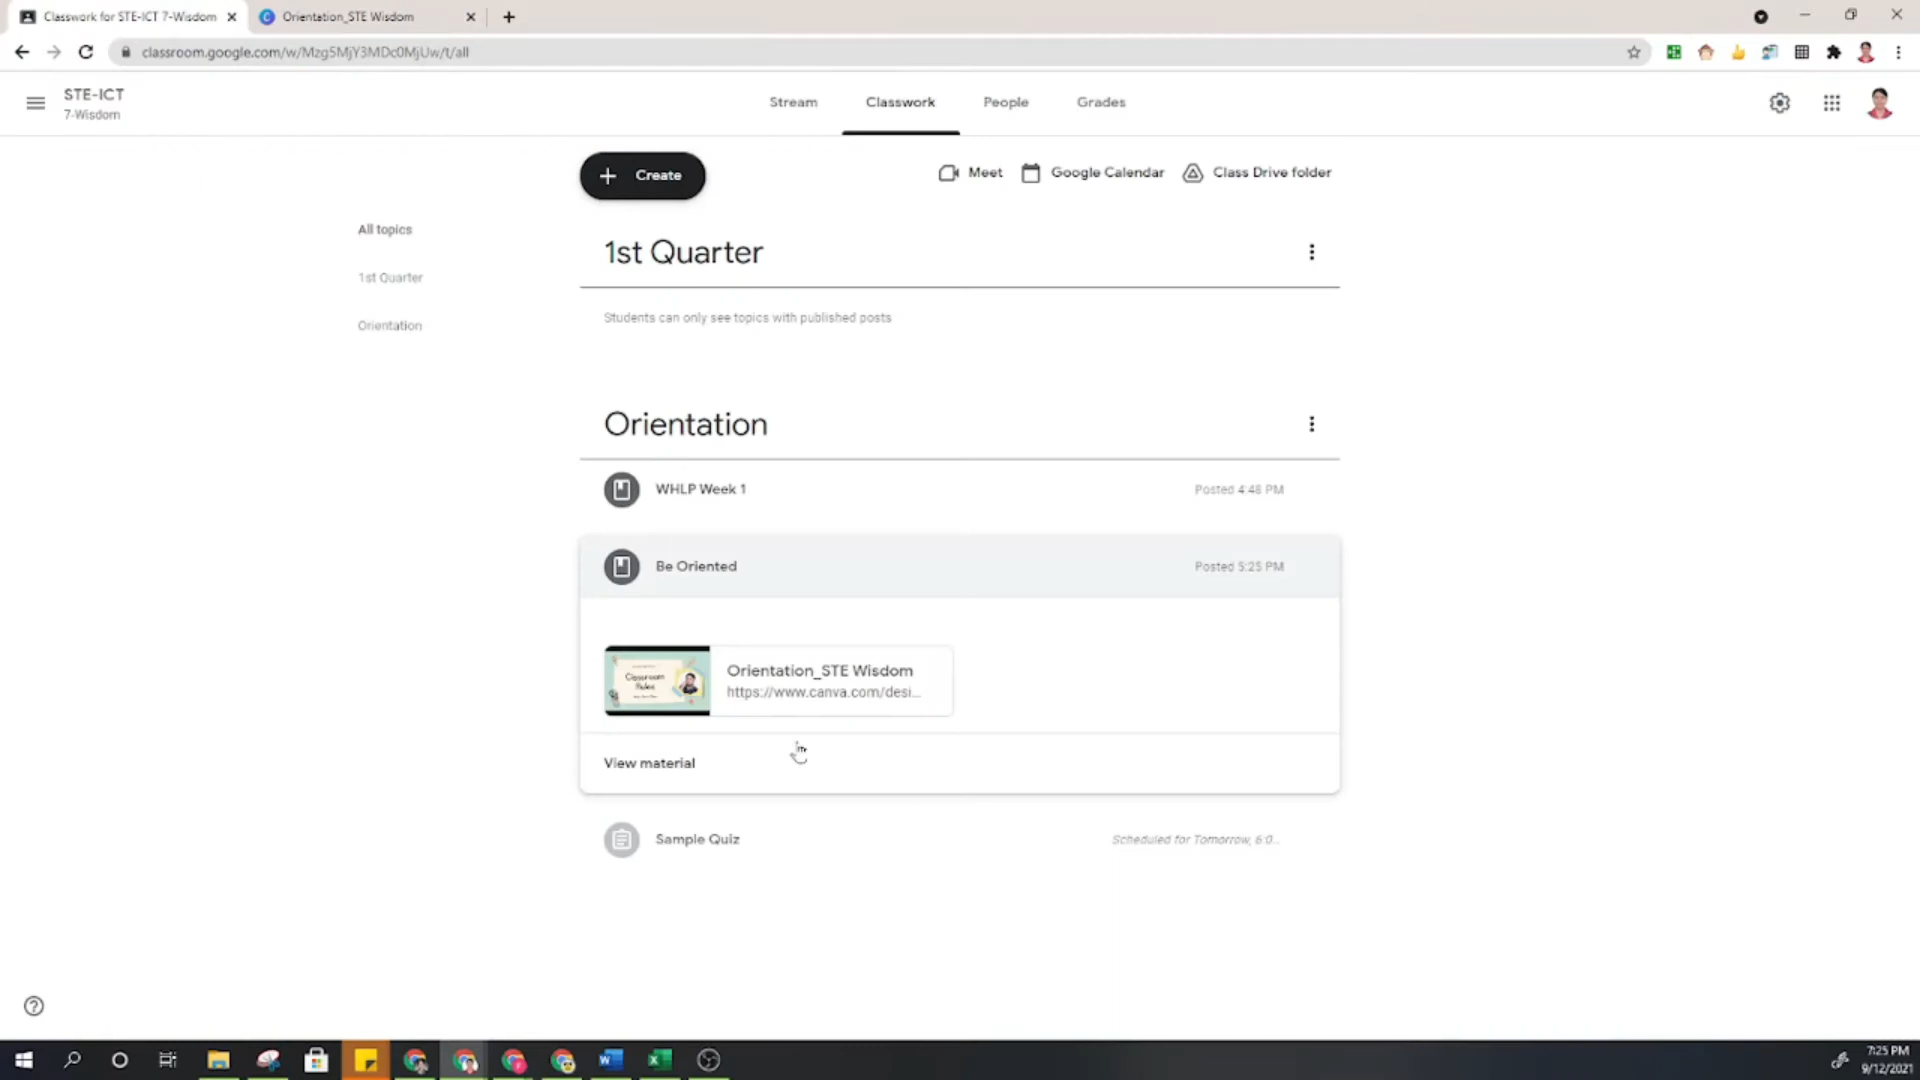 Classwork for STE-ICT 7-Wisdom
Orientation_STE Wisdom
classroom.google.com/w/Mzg5MjY3MDc0MjUw/t/all
STE-ICT
7-Wisdom
Stream
Classwork
People
Grades
Create
Meet
Google Calendar
Class Drive folder
All topics
1st Quarter
Orientation
1st Quarter
Students can only see topics with published posts
Orientation
WHLP Week 1
Posted 4:48 PM
Be Oriented
Posted 5:25 PM
Classroom
Rules
Orientation_STE Wisdom
https://www.canva.com/desi...
View material
Sample Quiz
Scheduled for Tomorrow, 6:0...
7:25 PM
9/12/2021